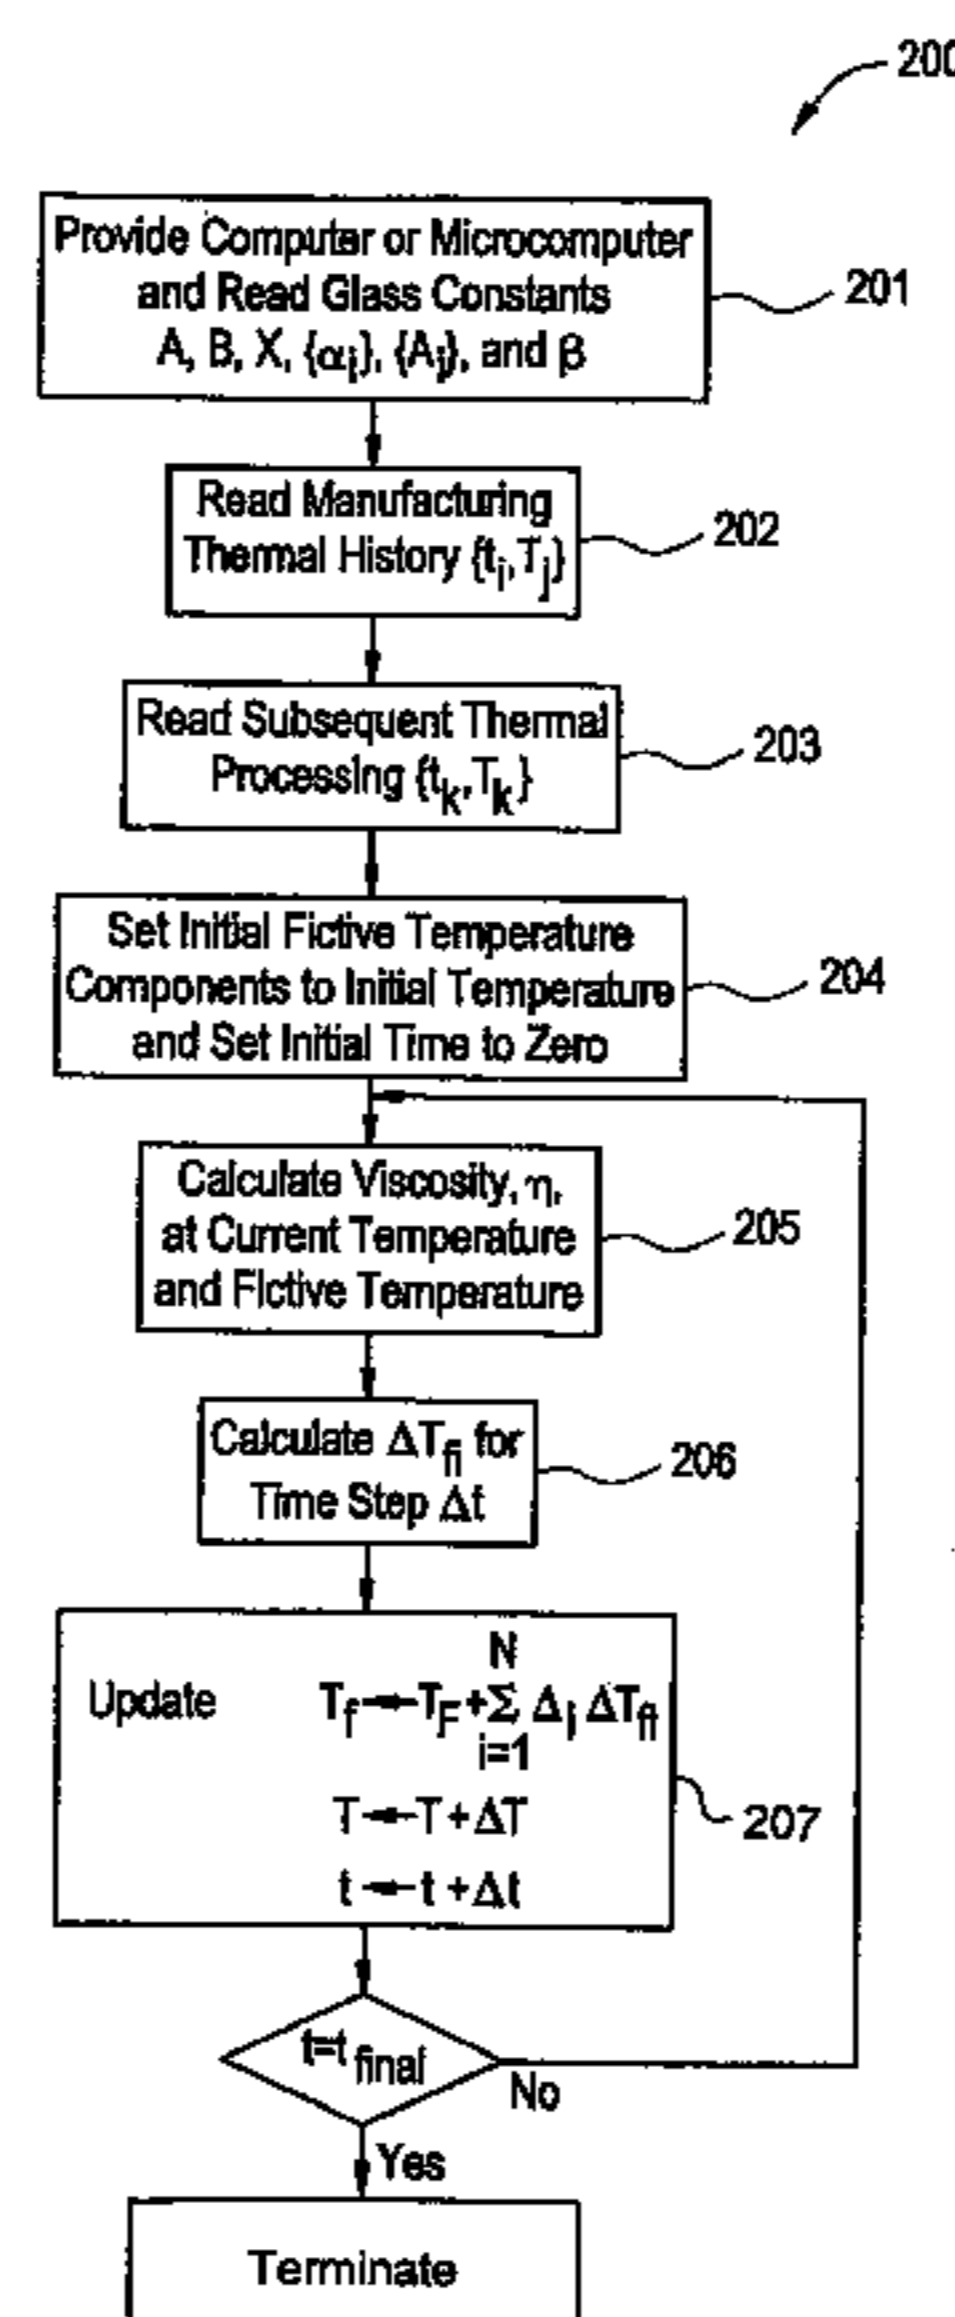 200
Provide Computer or Microcomputer
and Read Glass Constants
A, B, X, {αi}, {Ai}, and β
201
Read Manufacturing
Thermal History {ti,Tj}
202
Read Subsequent Thermal
Processing {tk,Tk}
203
Set Initial Fictive Temperature
Components to Initial Temperature
and Set Initial Time to Zero
204
Calculate Viscosity, η,
at Current Temperature
and Fictive Temperature
205
Calculate ΔTfi for
Time Step Δt
206
N
Update Tf←TF+Σ Δi ΔTfi
i=1
T←T+ΔT
t←t+Δt
207
t=t final
No
Yes
Terminate